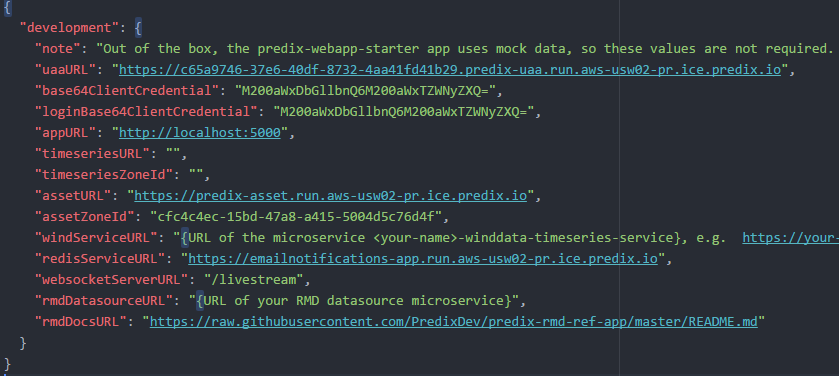 {
"development": {
"note": "Out of the box, the predix-webapp-starter app uses mock data, so these values are not required.
"uaaURL": "https://c65a9746-37e6-40df-8732-4aa41fd41b29.predix-uaa.run.aws-usw02-pr.ice.predix.io",
"base64ClientCredential": "M200aWxDbGllbnQ6M200aWxTZWNyZXQ=",
"loginBase64ClientCredential": "M200aWxDbGllbnQ6M200aWxTZWNyZXQ=",
"appURL": "http://localhost:5000",
"timeseriesURL": "",
"timeseriesZoneId": "",
"assetURL": "https://predix-asset.run.aws-usw02-pr.ice.predix.io",
"assetZoneId": "cfc4c4ec-15bd-47a8-a415-5004d5c76d4f",
"windServiceURL": "{URL of the microservice <your-name>-winddata-timeseries-service}, e.g.  https://your-
"redisServiceURL": "https://emailnotifications-app.run.aws-usw02-pr.ice.predix.io",
"websocketServerURL": "/livestream",
"rmdDatasourceURL": "{URL of your RMD datasource microservice}",
"rmdDocsURL": "https://raw.githubusercontent.com/PredixDev/predix-rmd-ref-app/master/README.md"
}
}